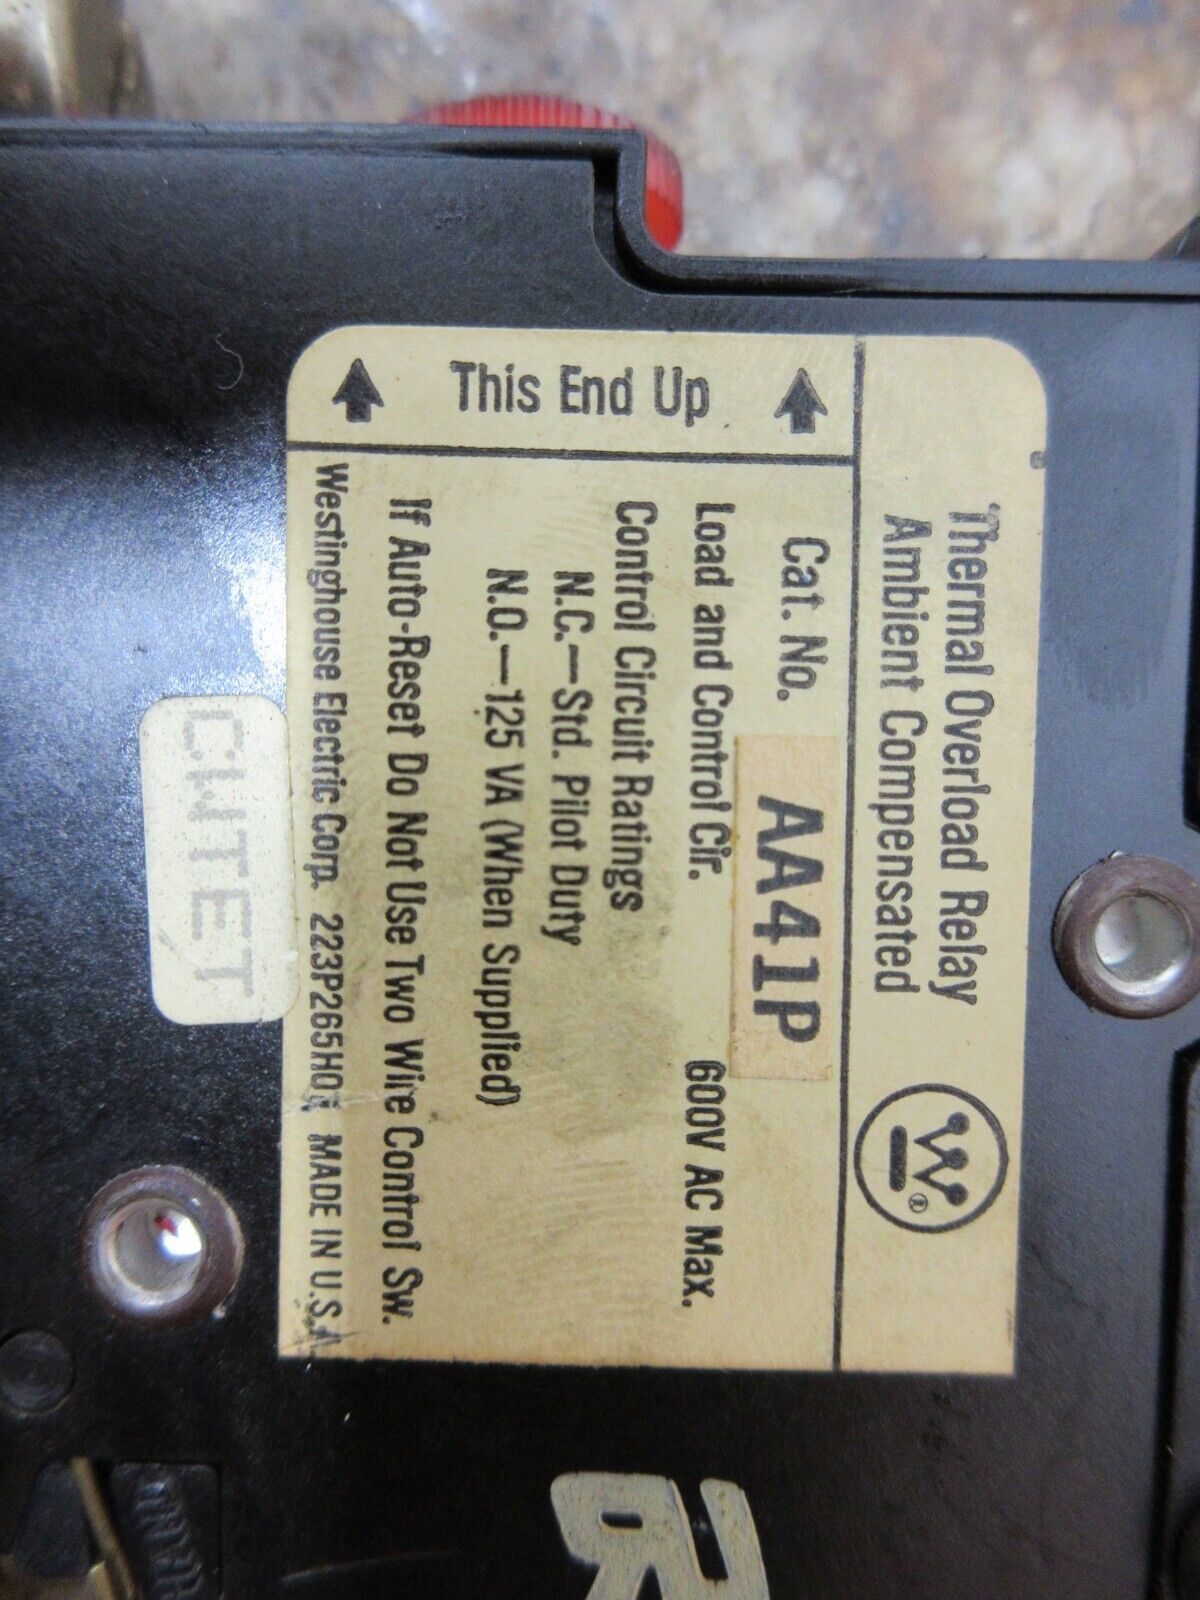 This End Up
Thermal Overload Relay
Ambient Compensated
Cat. No. AA41P
Load and Control Cir. 600V AC Max.
Control Circuit Ratings
N.C.—Std. Pilot Duty
N.O.—125 VA (When Supplied)
If Auto-Reset Do Not Use Two Wire Control Sw.
Westinghouse Electric Corp. MADE IN U.S.A.
W ®
CMTET